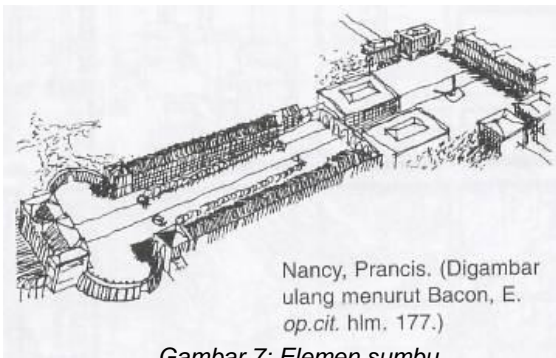 Nancy, Prancis. (Digambar
ulang menurut Bacon, E.
op.cit. hlm. 177.)
Gambar 7: Elemen sumbu